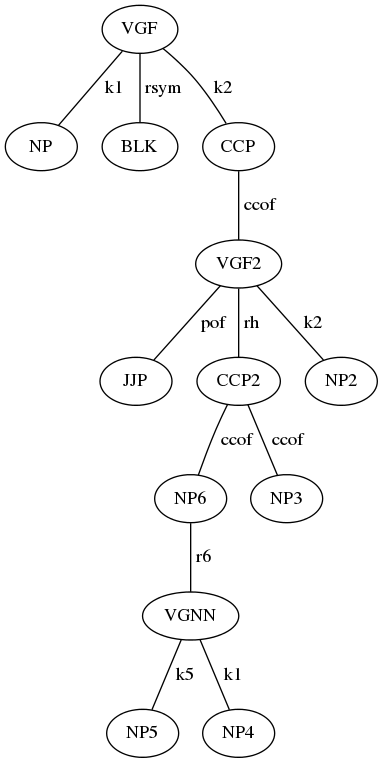 VGF
k1 rsym k2
NP BLK CCP
ccof
VGF2
pof rh k2
JJP CCP2 NP2
ccof ccof
NP6 NP3
r6
VGNN
k5 k1
NP5 NP4